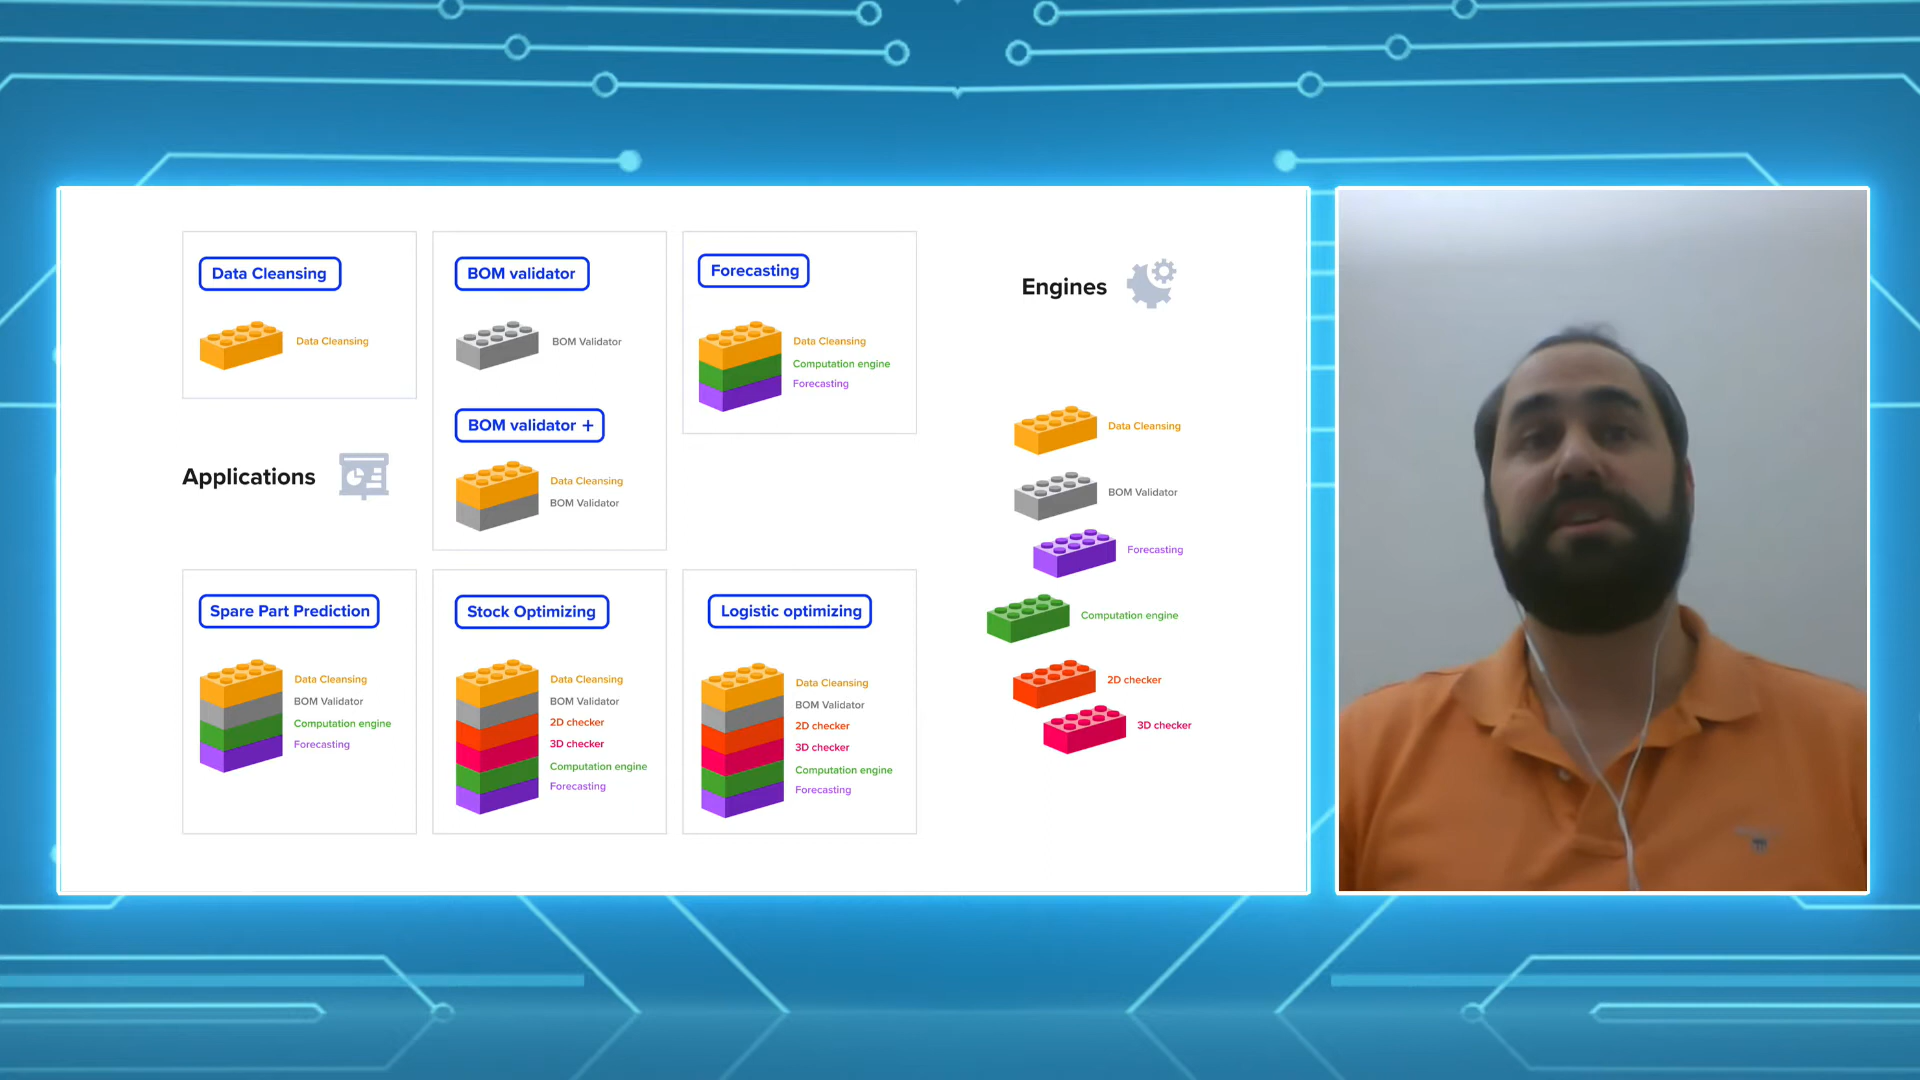 Data Cleansing
Data Cleansing
BOM validator
BOM Validator
BOM validator +
Data Cleansing
BOM Validator
Forecasting
Data Cleansing
Computation engine
Forecasting
Applications
Spare Part Prediction
Data Cleansing
BOM Validator
Computation engine
Forecasting
Stock Optimizing
Data Cleansing
BOM Validator
2D checker
3D checker
Computation engine
Forecasting
Logistic optimizing
Data Cleansing
BOM Validator
2D checker
3D checker
Computation engine
Forecasting
Engines
Data Cleansing
BOM Validator
Forecasting
Computation engine
2D checker
3D checker